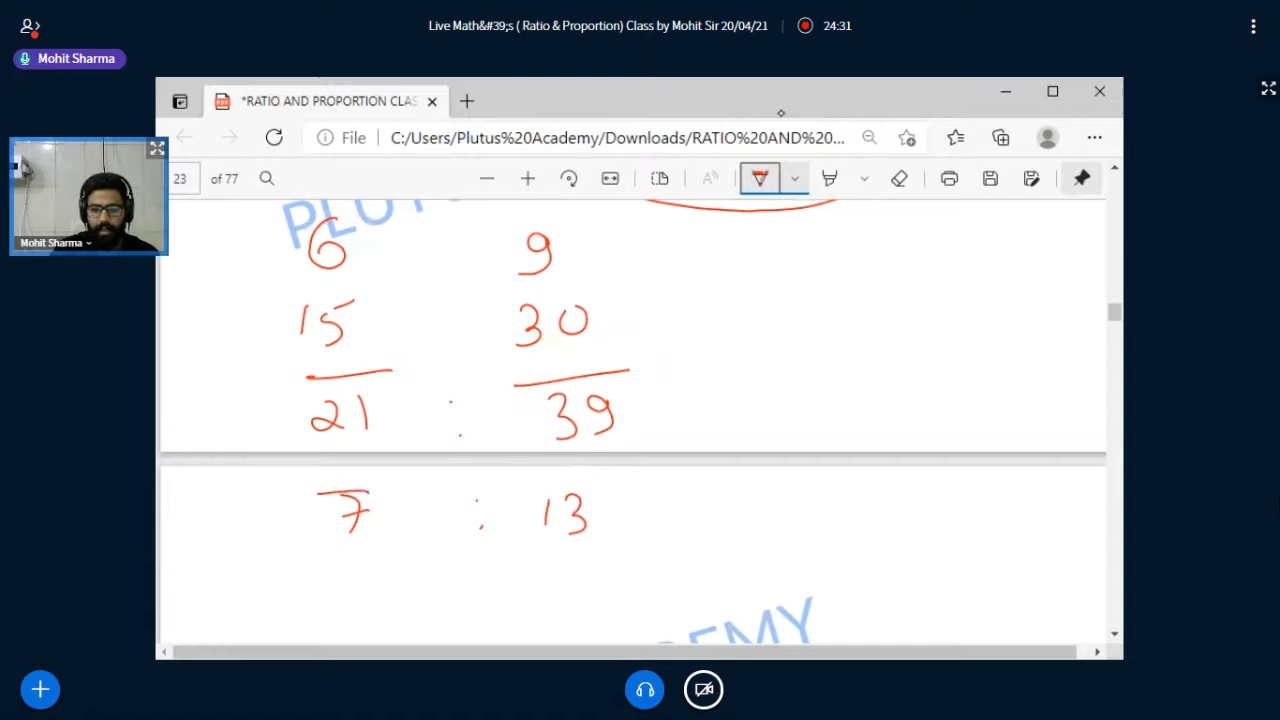 Live Math&#39;s ( Ratio & Proportion) Class by Mohit Sir 20/04/21 24:31
Mohit Sharma
*RATIO AND PROPORTION CLAS
File C:/Users/Plutus%20Academy/Downloads/RATIO%20AND%20...
23 of 77
Mohit Sharma
PLUT
6 9
15 30
21 : 39
7 : 13
DEMY